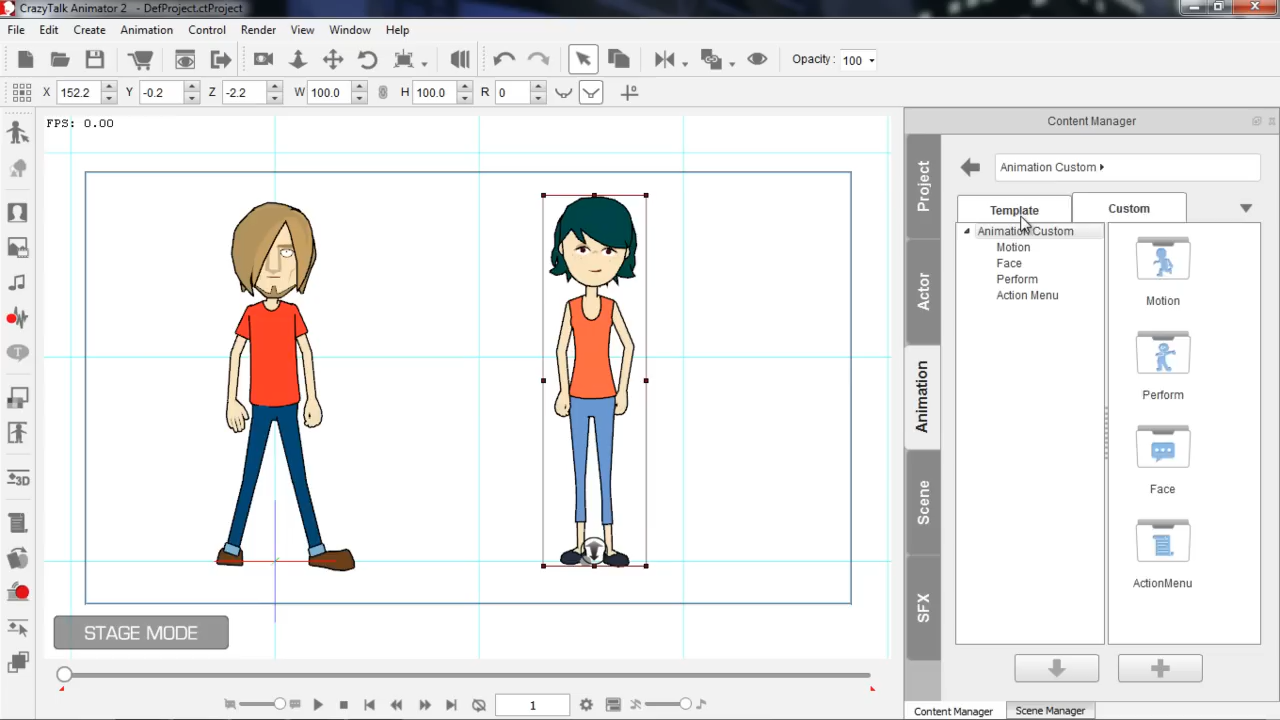 CrazyTalk Animator 2 - DefProject.ctProject
File Edit Create Animation Control Render View Window Help
Opacity : 100
X 152.2 Y -0.2 Z -2.2 W 100.0 H 100.0 R 0
FPS: 0.00
Content Manager
Animation Custom
Template Custom
Animation Custom
Motion
Face
Perform
Action Menu
Motion
Perform
Face
ActionMenu
Project
Actor
Animation
Scene
SFX
3D
STAGE MODE
1
Content Manager Scene Manager